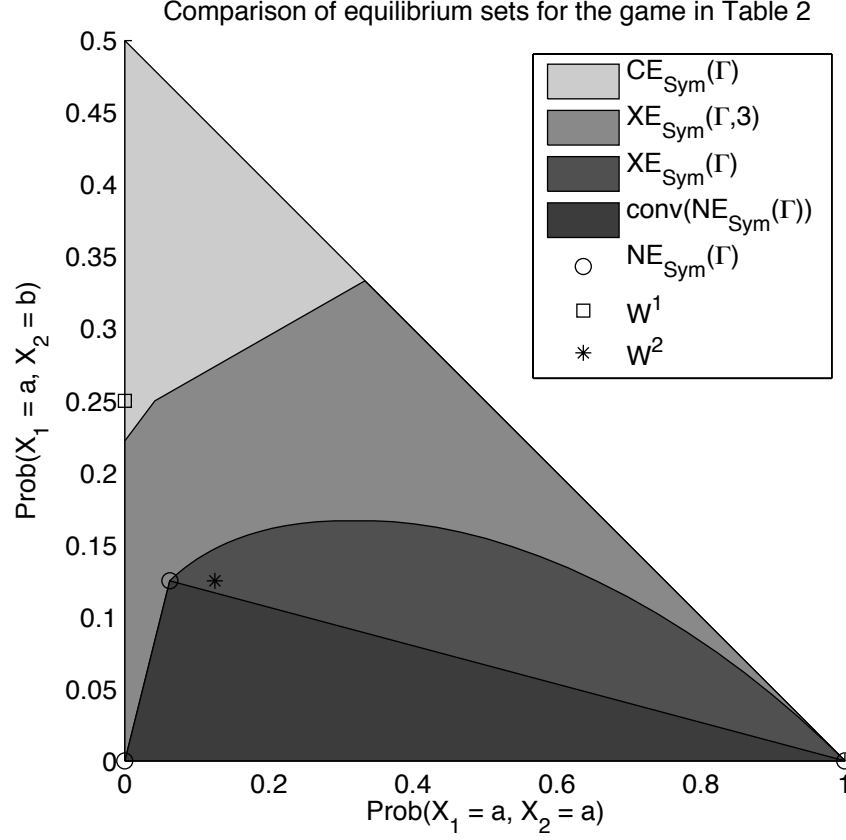 Comparison of equilibrium sets for the game in Table 2
CE_Sym(Γ)
XE_Sym(Γ,3)
XE_Sym(Γ)
conv(NE_Sym(Γ))
NE_Sym(Γ)
W^1
W^2
0.5
0.45
0.4
0.35
0.3
0.25
0.2
0.15
0.1
0.05
0
Prob(X_1 = a, X_2 = b)
0 0.2 0.4 0.6 0.8 1
Prob(X_1 = a, X_2 = a)